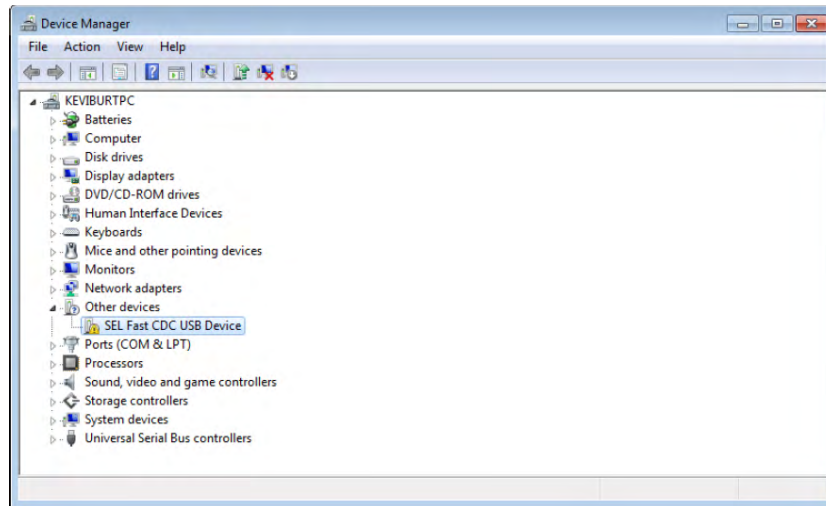 Device Manager
File Action View Help
KEVIBURTPC
Batteries
Computer
Disk drives
Display adapters
DVD/CD-ROM drives
Human Interface Devices
Keyboards
Mice and other pointing devices
Monitors
Network adapters
Other devices
SEL Fast CDC USB Device
Ports (COM & LPT)
Processors
Sound, video and game controllers
Storage controllers
System devices
Universal Serial Bus controllers